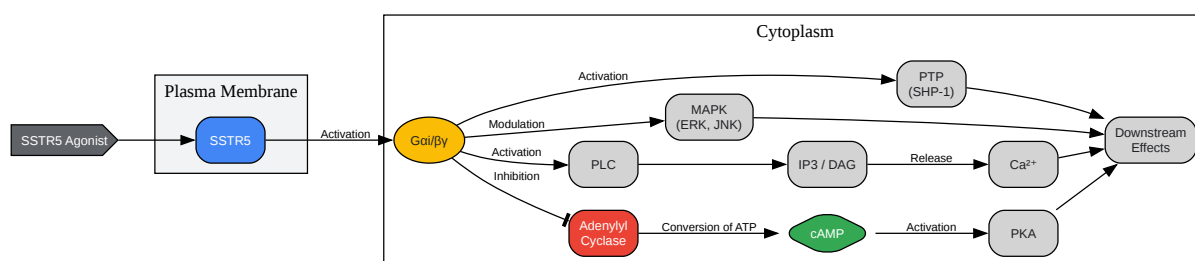 Cytoplasm
Plasma Membrane
SSTR5 Agonist
SSTR5
Activation
Gαi/βγ
Activation
PTP
(SHP-1)
Modulation
MAPK
(ERK, JNK)
Activation
PLC
IP3 / DAG
Release
Ca²⁺
Downstream
Effects
Inhibition
Adenylyl
Cyclase
Conversion of ATP
cAMP
Activation
PKA